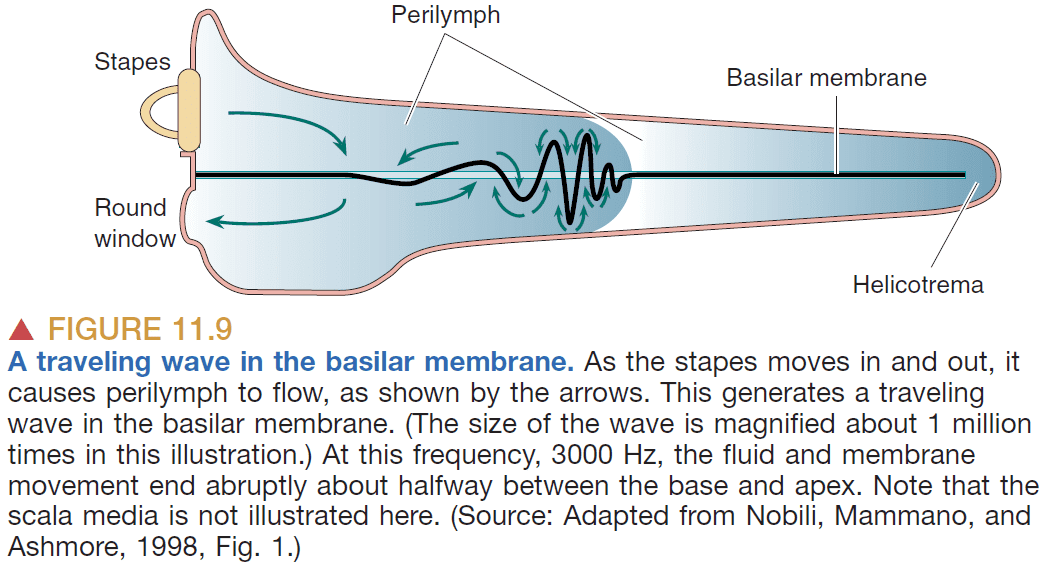 Perilymph
Stapes
Basilar membrane
Round
window
Helicotrema
▲ FIGURE 11.9
A traveling wave in the basilar membrane. As the stapes moves in and out, it
causes perilymph to flow, as shown by the arrows. This generates a traveling
wave in the basilar membrane. (The size of the wave is magnified about 1 million
times in this illustration.) At this frequency, 3000 Hz, the fluid and membrane
movement end abruptly about halfway between the base and apex. Note that the
scala media is not illustrated here. (Source: Adapted from Nobili, Mammano, and
Ashmore, 1998, Fig. 1.)